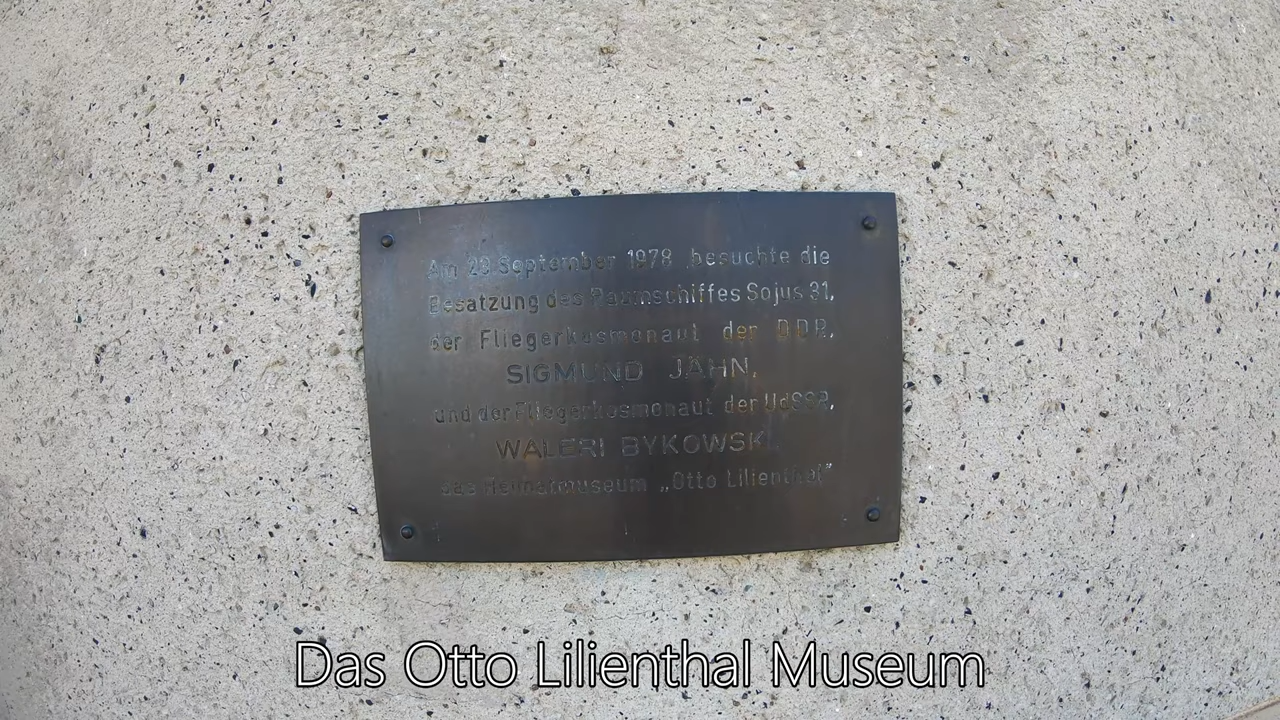 Am 23 September 1978 besuchte die
Besatzung des Raumschiffes Sojus 31,
der Fliegerkosmonaut der DDR,
SIGMUND JÄHN,
und der Fliegerkosmonaut der UdSSR,
WALERI BYKOWSKI,
das Heimatmuseum „Otto Lilienthal"
Das Otto Lilienthal Museum